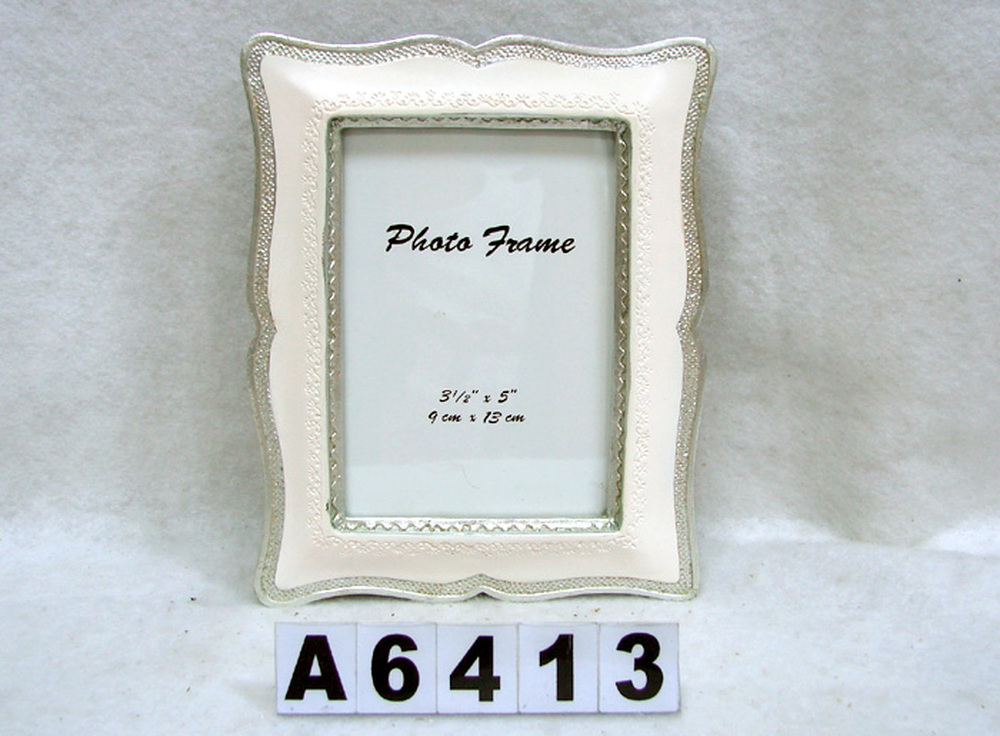 Photo Frame
3 1/2" x 5"
9 cm x 13 cm
A6413